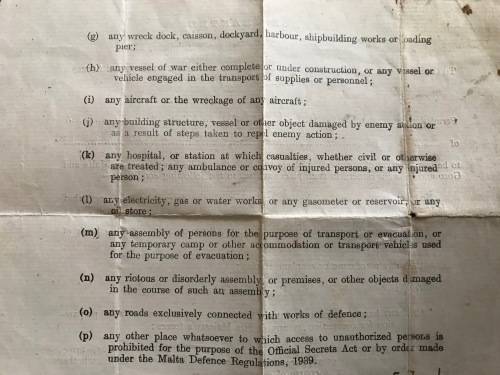 (g) any wreck dock, caisson, dockyard, harbour, shipbuilding works or loading
pier;
(h) any vessel of war either complete or under construction, or any vessel or
vehicle engaged in the transport of supplies or personnel;
(i) any aircraft or the wreckage of any aircraft;
(j) any building structure, vessel or other object damaged by enemy action or
as a result of steps taken to repel enemy action;
(k) any hospital, or station at which casualties, whether civil or otherwise
are treated; any ambulance or convoy of injured persons, or any injured
person;
(l) any electricity, gas or water works, or any gasometer or reservoir, or any
oil store;
(m) any assembly of persons for the purpose of transport or evacuation, or
any temporary camp or other accommodation or transport vehicles used
for the purpose of evacuation;
(n) any riotous or disorderly assembly, or premises, or other objects damaged
in the course of such an assembly;
(o) any roads exclusively connected with works of defence;
(p) any other place whatsoever to which access to unauthorized persons is
prohibited for the purpose of the Official Secrets Act or by order made
under the Malta Defence Regulations, 1939.